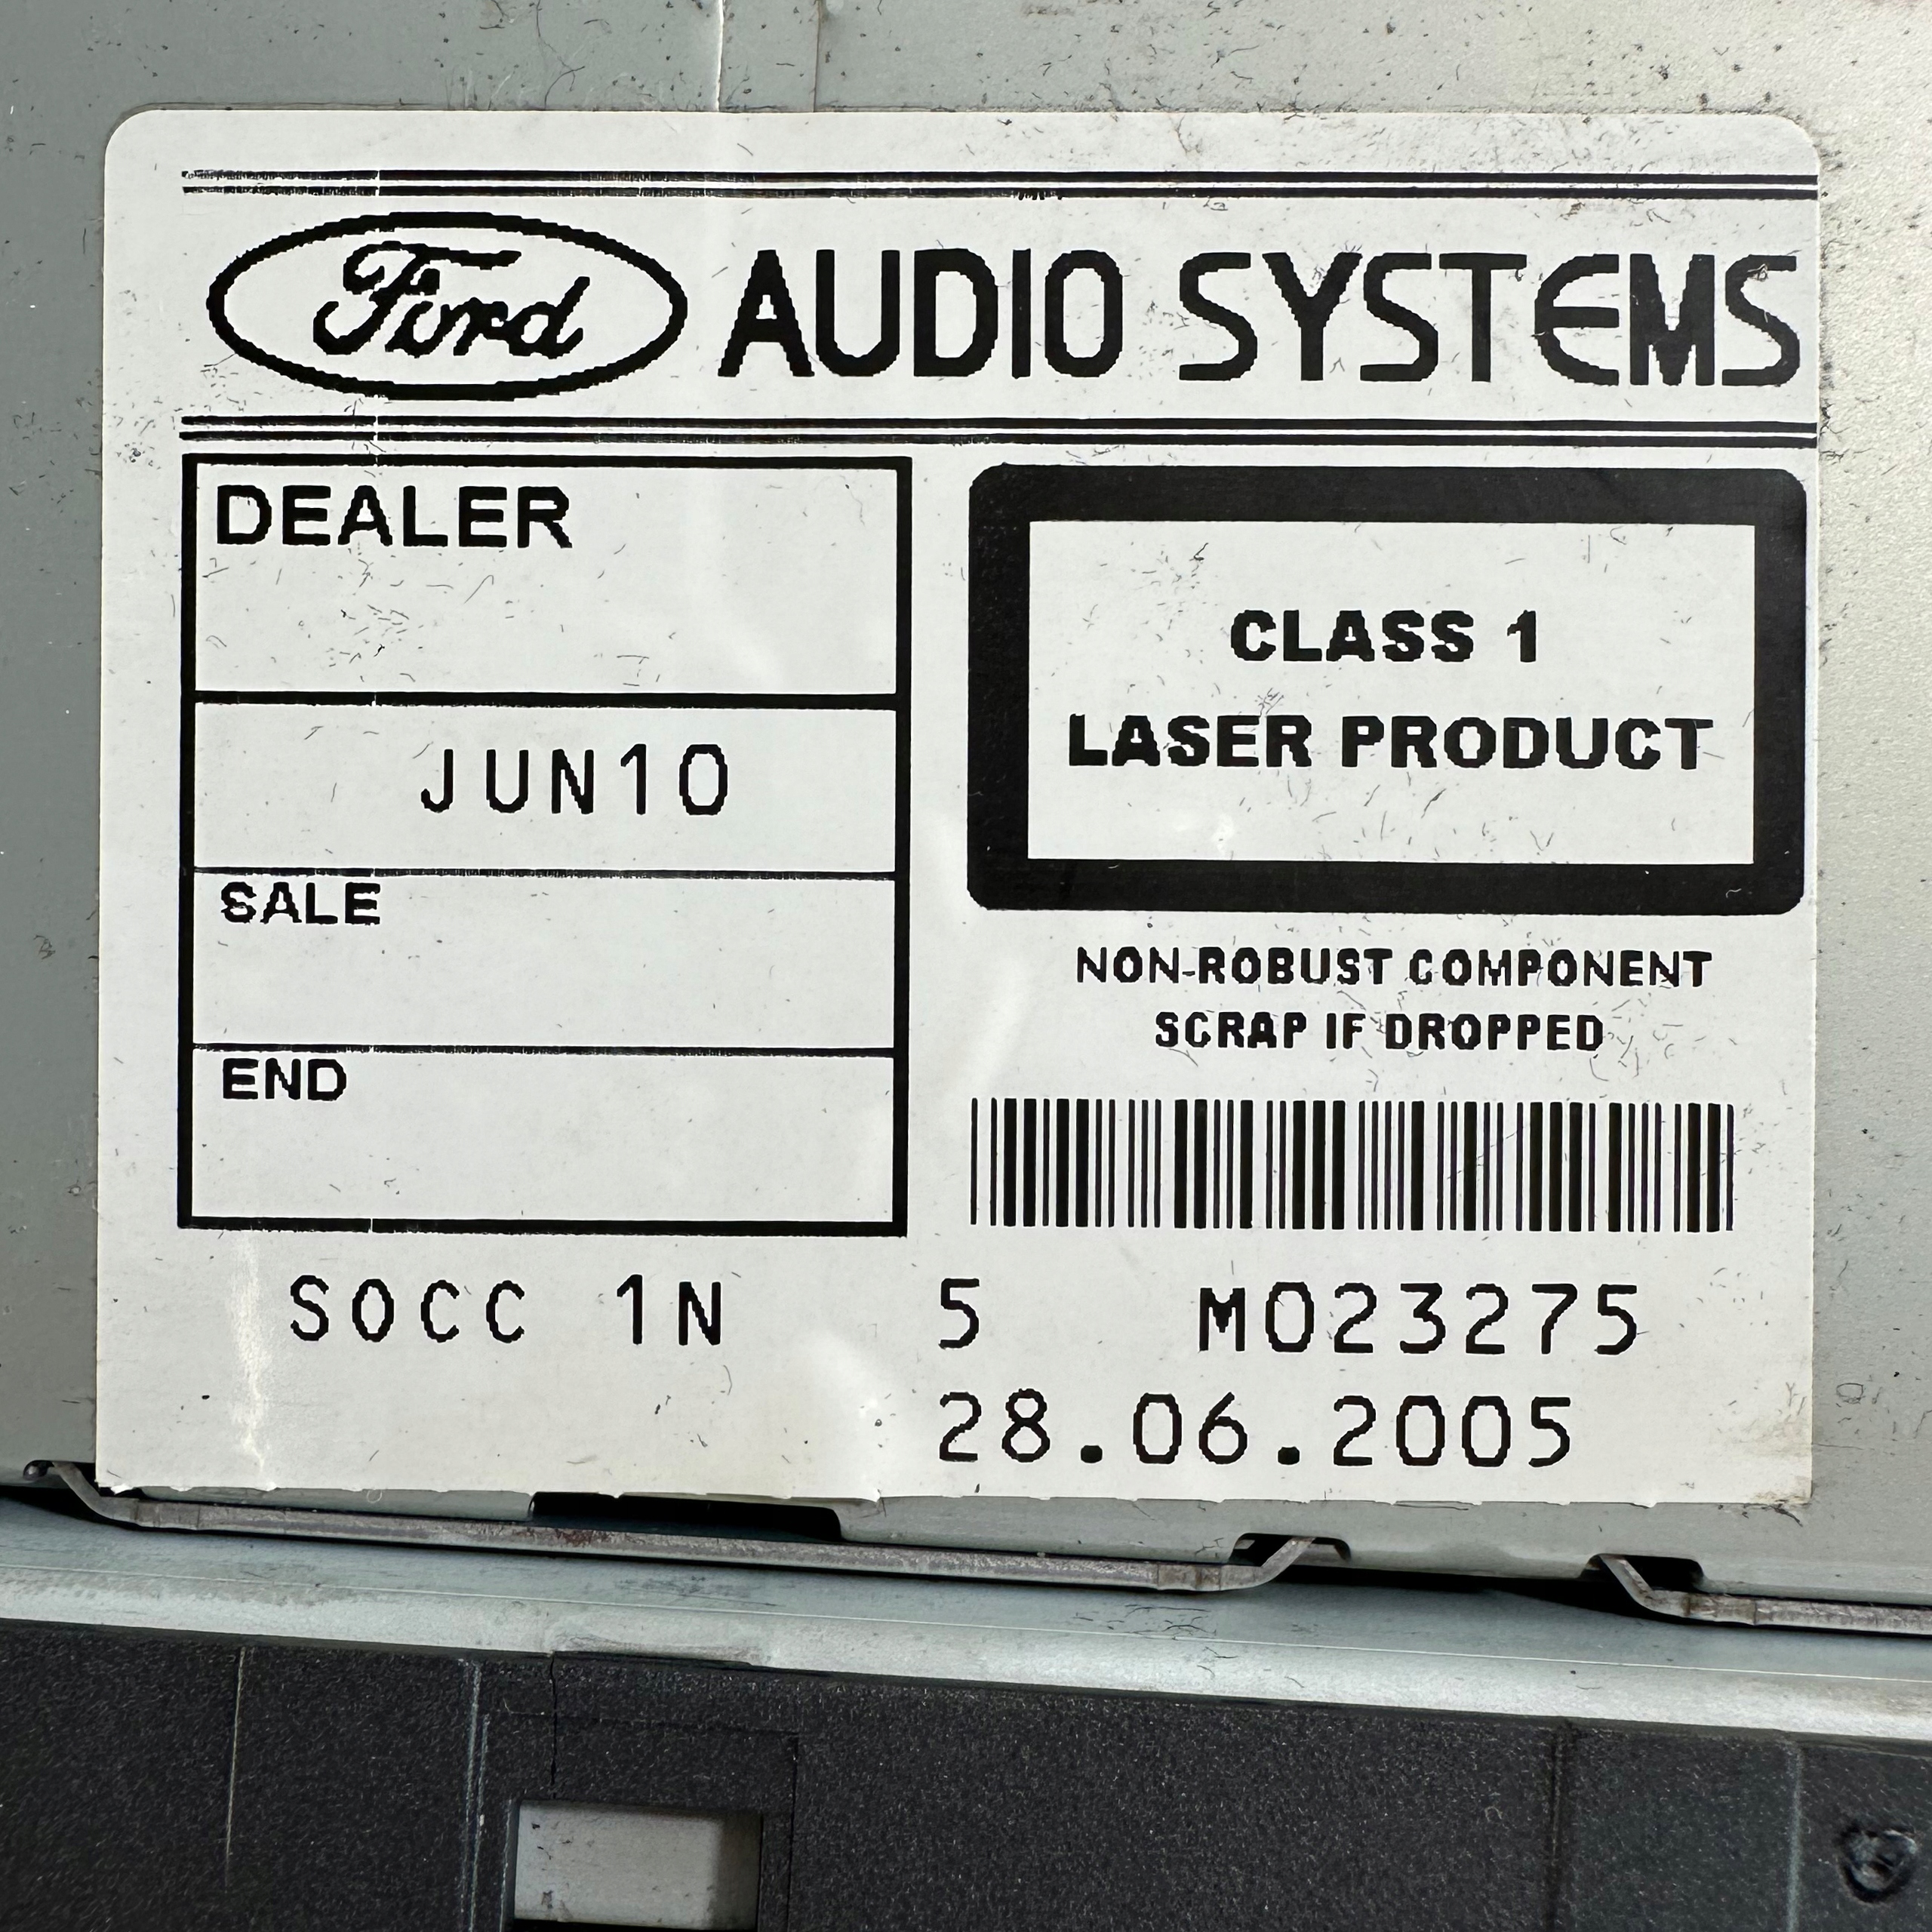 Ford AUDIO SYSTEMS
DEALER
JUN10
SALE
END
CLASS 1
LASER PRODUCT
NON-ROBUST COMPONENT
SCRAP IF DROPPED
SOCC 1N 5 M023275
28.06.2005